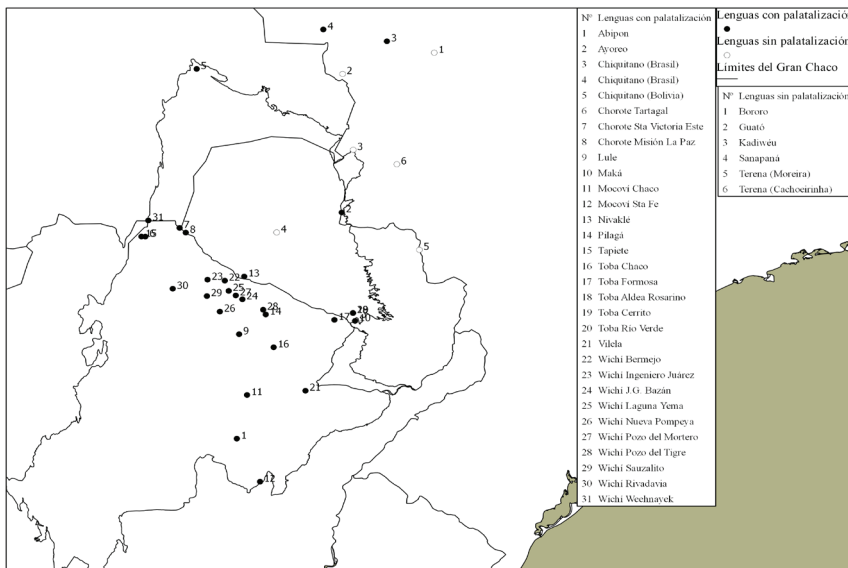 Nº Lenguas con palatalización
1 Abipon
2 Ayoreo
3 Chiquitano (Brasil)
4 Chiquitano (Brasil)
5 Chiquitano (Bolivia)
6 Chorote Tartagal
7 Chorote Sta Victoria Este
8 Chorote Misión La Paz
9 Lule
10 Maká
11 Mocoví Chaco
12 Mocoví Sta Fe
13 Nivaklé
14 Pilagá
15 Tapiete
16 Toba Chaco
17 Toba Formosa
18 Toba Aldea Rosarino
19 Toba Cerrito
20 Toba Río Verde
21 Vilela
22 Wichí Bermejo
23 Wichí Ingeniero Juárez
24 Wichí J.G. Bazán
25 Wichí Laguna Yema
26 Wichí Nueva Pompeya
27 Wichí Pozo del Mortero
28 Wichí Pozo del Tigre
29 Wichí Sauzalito
30 Wichí Rivadavia
31 Wichí Weenhayek
Lenguas con palatalizació
Lenguas sin palatalización
Límites del Gran Chaco
Nº Lenguas sin palatalización
1 Bororo
2 Guató
3 Kadiwéu
4 Sanapaná
5 Terena (Moreira)
6 Terena (Cachoeirinha)
4
3
1
2
5
3
6
2
31
7
8
4
5
13
23
22
30
29
25
27
24
26
28
14
17
9
16
21
11
1
12